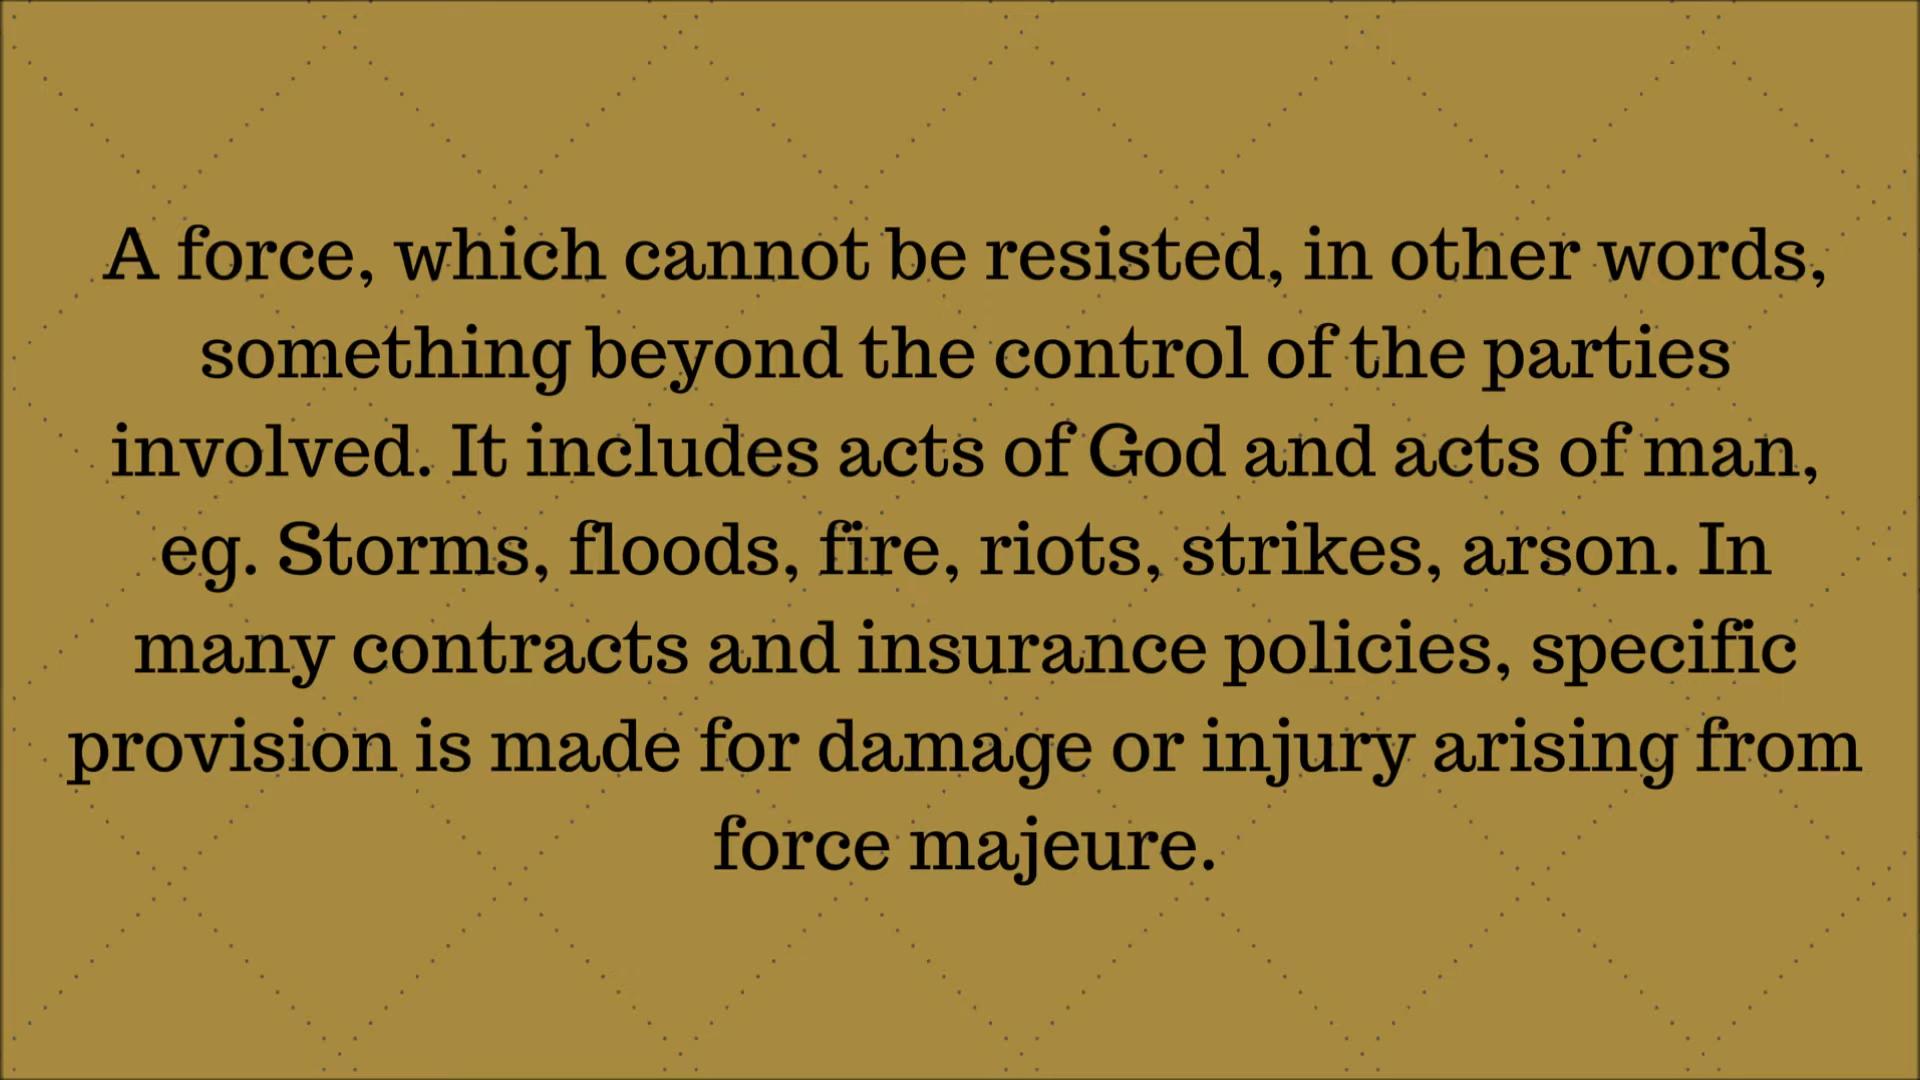 A force, which cannot be resisted, in other words,
something beyond the control of the parties
involved. It includes acts of God and acts of man,
eg. Storms, floods, fire, riots, strikes, arson. In
many contracts and insurance policies, specific
provision is made for damage or injury arising from
force majeure.